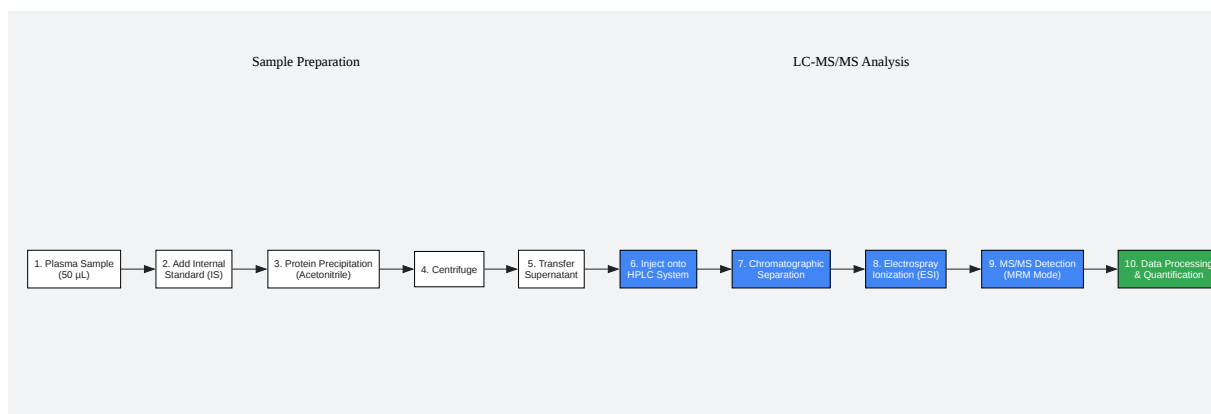 Sample Preparation
LC-MS/MS Analysis
1. Plasma Sample
(50 µL)
2. Add Internal
Standard (IS)
3. Protein Precipitation
(Acetonitrile)
4. Centrifuge
5. Transfer
Supernatant
6. Inject onto
HPLC System
7. Chromatographic
Separation
8. Electrospray
Ionization (ESI)
9. MS/MS Detection
(MRM Mode)
10. Data Processing
& Quantification